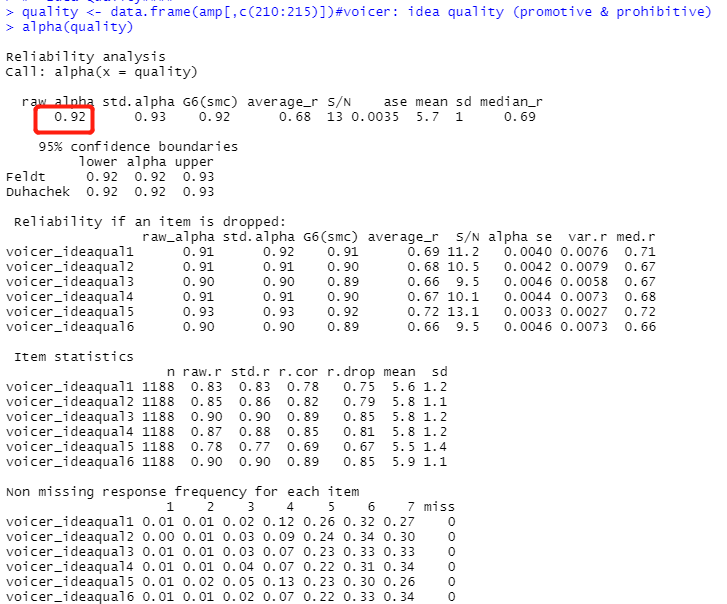 > quality <- data.frame(amp[,c(210:215)])#voicer: idea quality (promotive & prohibitive)
> alpha(quality)
Reliability analysis
Call: alpha(x = quality)
raw_alpha std.alpha G6(smc) average_r S/N ase mean sd median_r
0.92 0.93 0.92 0.68 13 0.0035 5.7 1 0.69
95% confidence boundaries
lower alpha upper
Feldt 0.92 0.92 0.93
Duhachek 0.92 0.92 0.93
Reliability if an item is dropped:
raw_alpha std.alpha G6(smc) average_r S/N alpha se var.r med.r
voicer_ideaqual1 0.91 0.92 0.91 0.69 11.2 0.0040 0.0076 0.71
voicer_ideaqual2 0.91 0.91 0.90 0.68 10.5 0.0042 0.0079 0.67
voicer_ideaqual3 0.90 0.90 0.89 0.66 9.5 0.0046 0.0058 0.67
voicer_ideaqual4 0.91 0.91 0.90 0.67 10.1 0.0044 0.0073 0.68
voicer_ideaqual5 0.93 0.93 0.92 0.72 13.1 0.0033 0.0027 0.72
voicer_ideaqual6 0.90 0.90 0.89 0.66 9.5 0.0046 0.0073 0.66
Item statistics
n raw.r std.r r.cor r.drop mean sd
voicer_ideaqual1 1188 0.83 0.83 0.78 0.75 5.6 1.2
voicer_ideaqual2 1188 0.85 0.86 0.82 0.79 5.8 1.1
voicer_ideaqual3 1188 0.90 0.90 0.89 0.85 5.8 1.2
voicer_ideaqual4 1188 0.87 0.88 0.85 0.81 5.8 1.2
voicer_ideaqual5 1188 0.78 0.77 0.69 0.67 5.5 1.4
voicer_ideaqual6 1188 0.90 0.90 0.89 0.85 5.9 1.1
Non missing response frequency for each item
1 2 3 4 5 6 7 miss
voicer_ideaqual1 0.01 0.01 0.02 0.12 0.26 0.32 0.27 0
voicer_ideaqual2 0.00 0.01 0.03 0.09 0.24 0.34 0.30 0
voicer_ideaqual3 0.01 0.01 0.03 0.07 0.23 0.33 0.33 0
voicer_ideaqual4 0.01 0.01 0.04 0.07 0.22 0.31 0.34 0
voicer_ideaqual5 0.01 0.02 0.05 0.13 0.23 0.30 0.26 0
voicer_ideaqual6 0.01 0.01 0.02 0.07 0.22 0.33 0.34 0